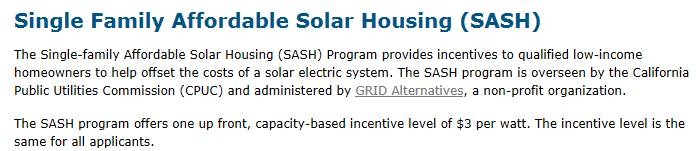 Single Family Affordable Solar Housing (SASH)
The Single-family Affordable Solar Housing (SASH) Program provides incentives to qualified low-income
homeowners to help offset the costs of a solar electric system. The SASH program is overseen by the California
Public Utilities Commission (CPUC) and administered by GRID Alternatives, a non-profit organization.
The SASH program offers one up front, capacity-based incentive level of $3 per watt. The incentive level is the
same for all applicants.